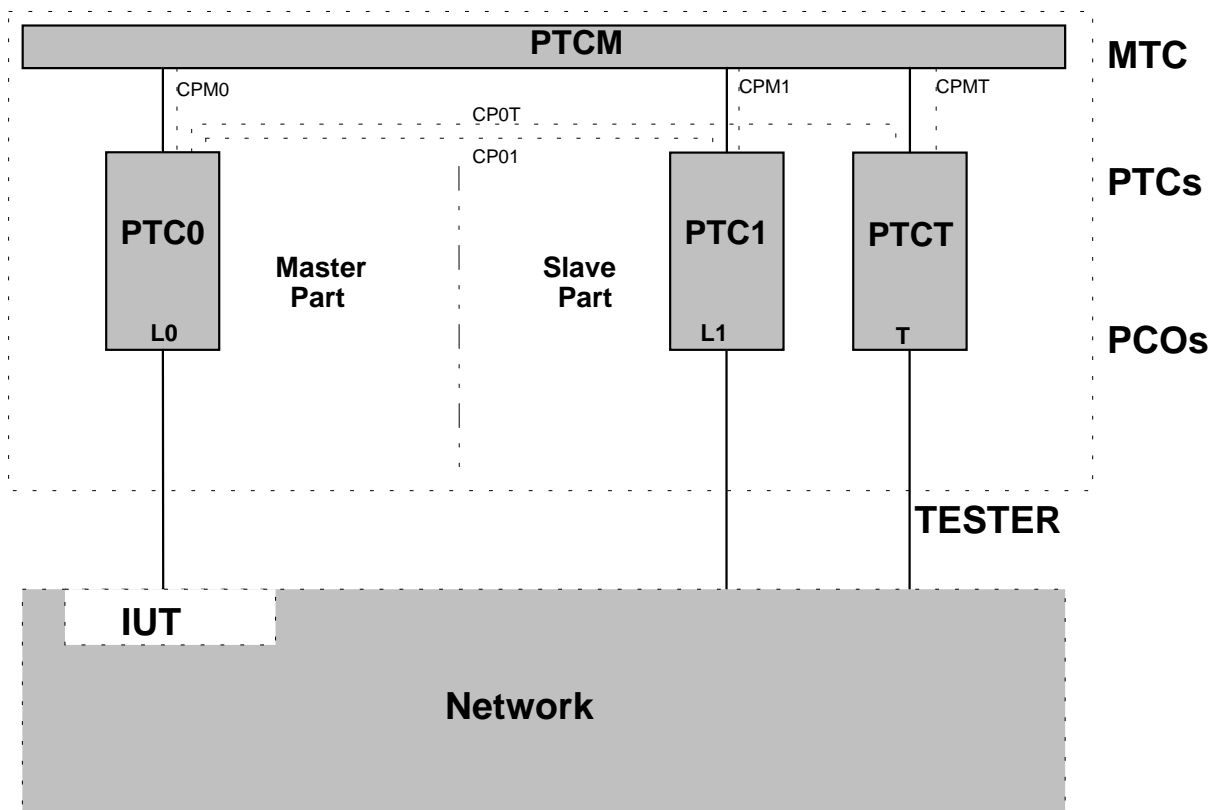 PTCM
MTC
CPM0
CPM1
CPMT
CP0T
CP01
PTCs
PTC0
PTC1
PTCT
Master
Part
Slave
Part
L0
L1
T
PCOs
TESTER
IUT
Network